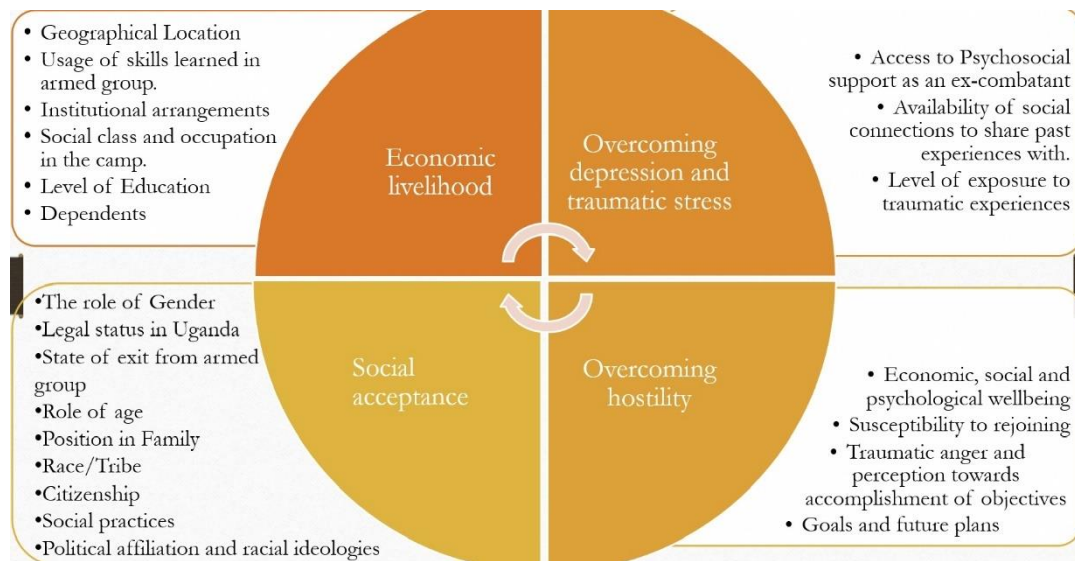 • Geographical Location
• Usage of skills learned in
armed group.
• Institutional arrangements
• Social class and occupation
in the camp.
• Level of Education
• Dependents
Economic
livelihood
Overcoming
depression and
traumatic stress
• Access to Psychosocial
support as an ex-combatant
• Availability of social
connections to share past
experiences with.
• Level of exposure to
traumatic experiences
•The role of Gender
•Legal status in Uganda
•State of exit from armed
group
•Role of age
•Position in Family
•Race/Tribe
•Citizenship
•Social practices
•Political affiliation and racial ideologies
Social
acceptance
Overcoming
hostility
• Economic, social and
psychological wellbeing
• Susceptibility to rejoining
• Traumatic anger and
perception towards
accomplishment of objectives
• Goals and future plans